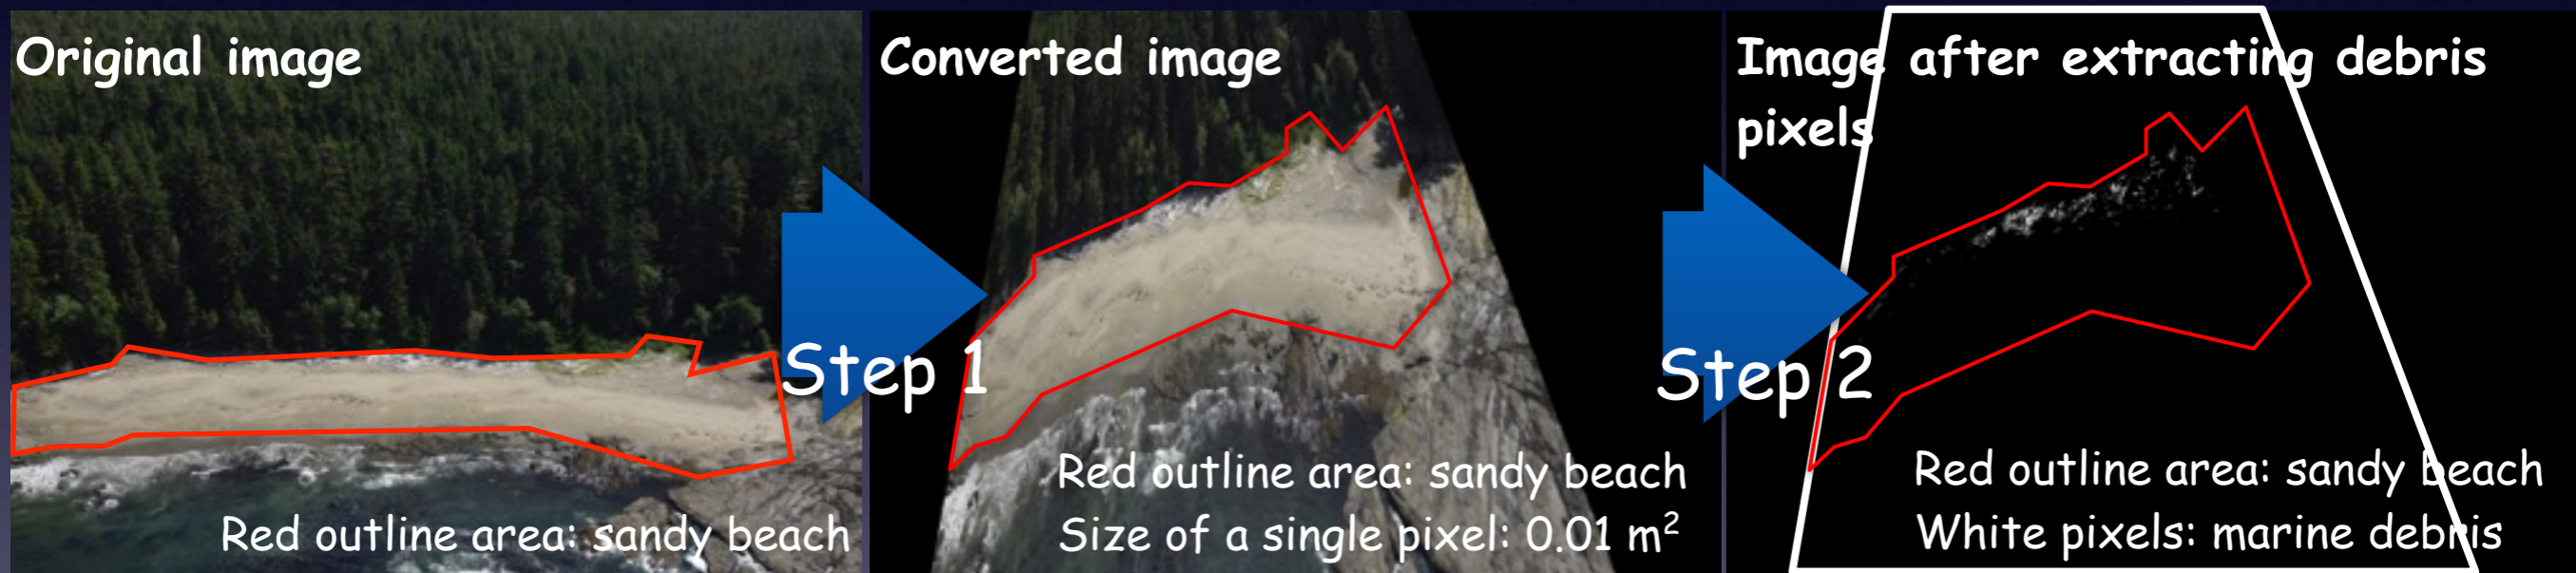 Original image
Red outline area: sandy beach
Step 1
Converted image
Red outline area: sandy beach
Size of a single pixel: 0.01 m²
Step 2
Image after extracting debris
pixels
Red outline area: sandy beach
White pixels: marine debris